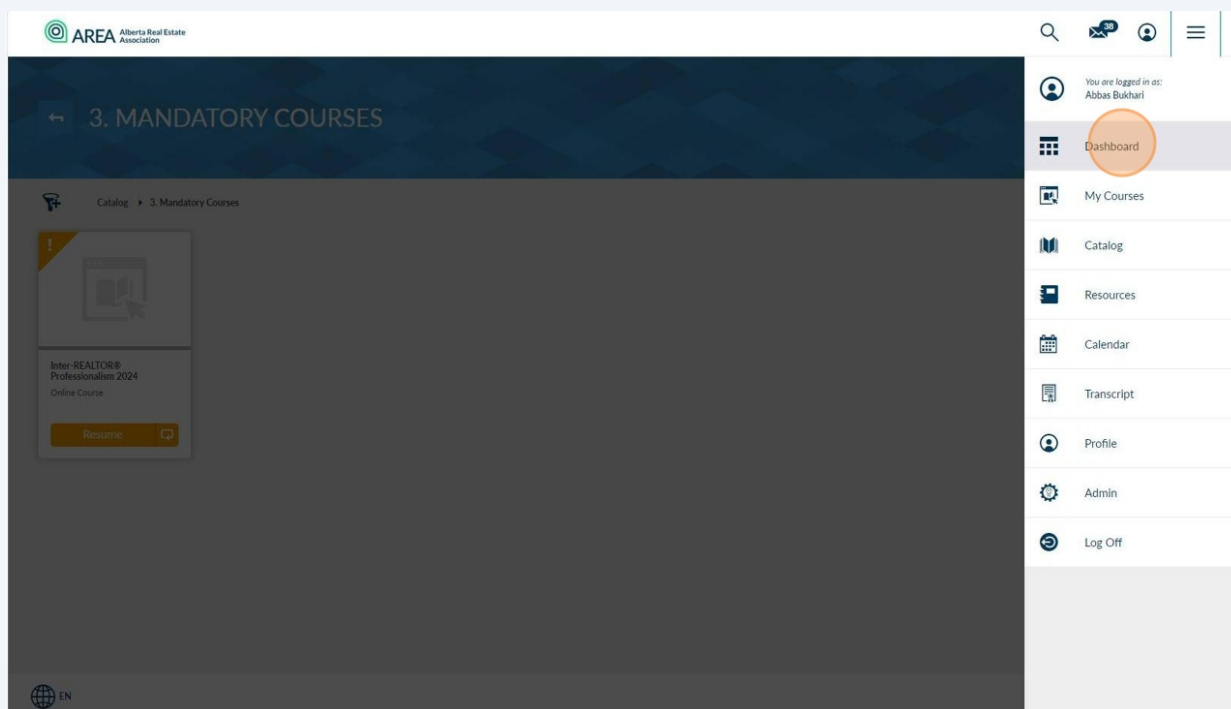 AREA Alberta Real Estate
Association
38
You are logged in as:
Abbas Bukhari
3. MANDATORY COURSES
Dashboard
Catalog ▸ 3. Mandatory Courses
My Courses
Catalog
Resources
Calendar
Transcript
Profile
Admin
Log Off
!
Inter-REALTOR®
Professionalism 2024
Online Course
Resume
EN